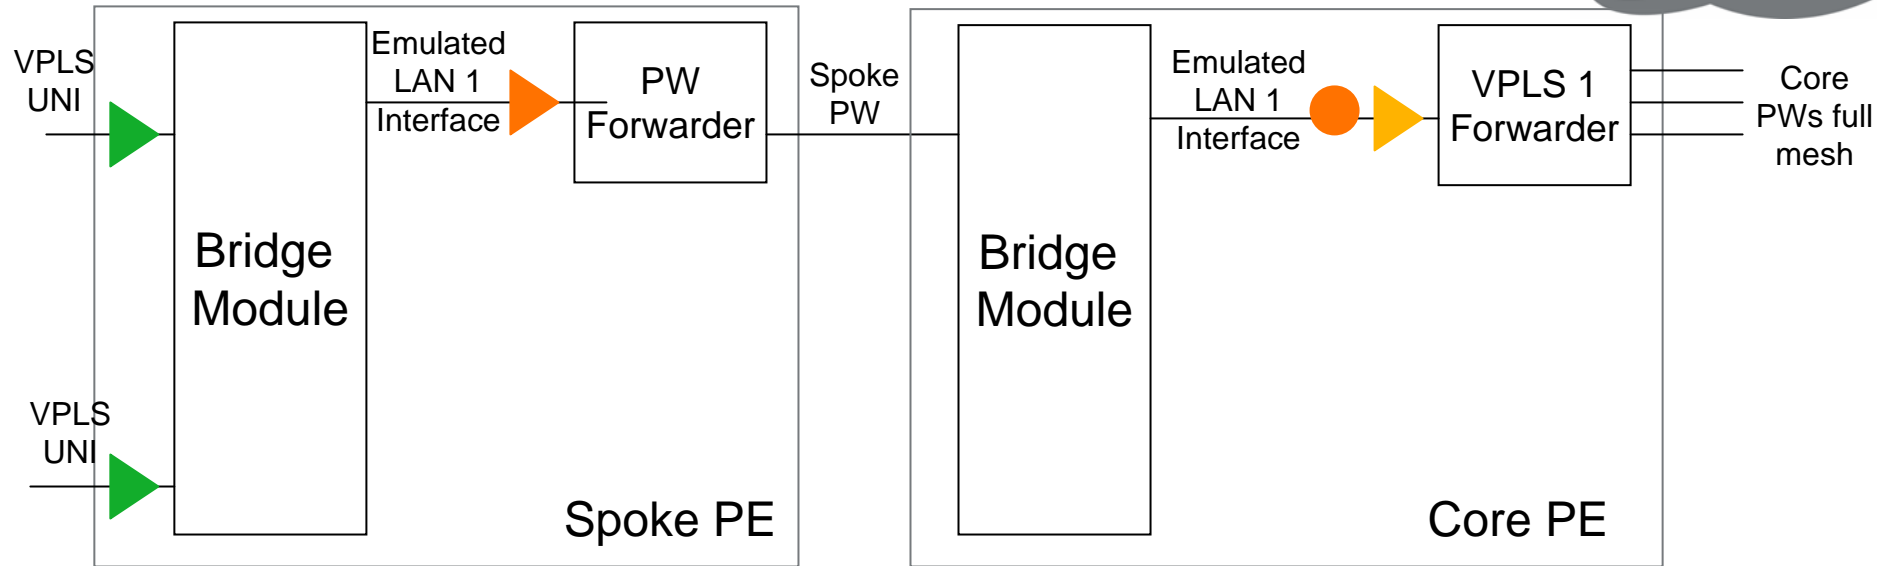 VPLS
UNI
Emulated
LAN 1
Interface
PW
Forwarder
Spoke
PW
Emulated
LAN 1
Interface
VPLS 1
Forwarder
Core
PWs full
mesh
Bridge
Module
Bridge
Module
VPLS
UNI
Spoke PE
Core PE